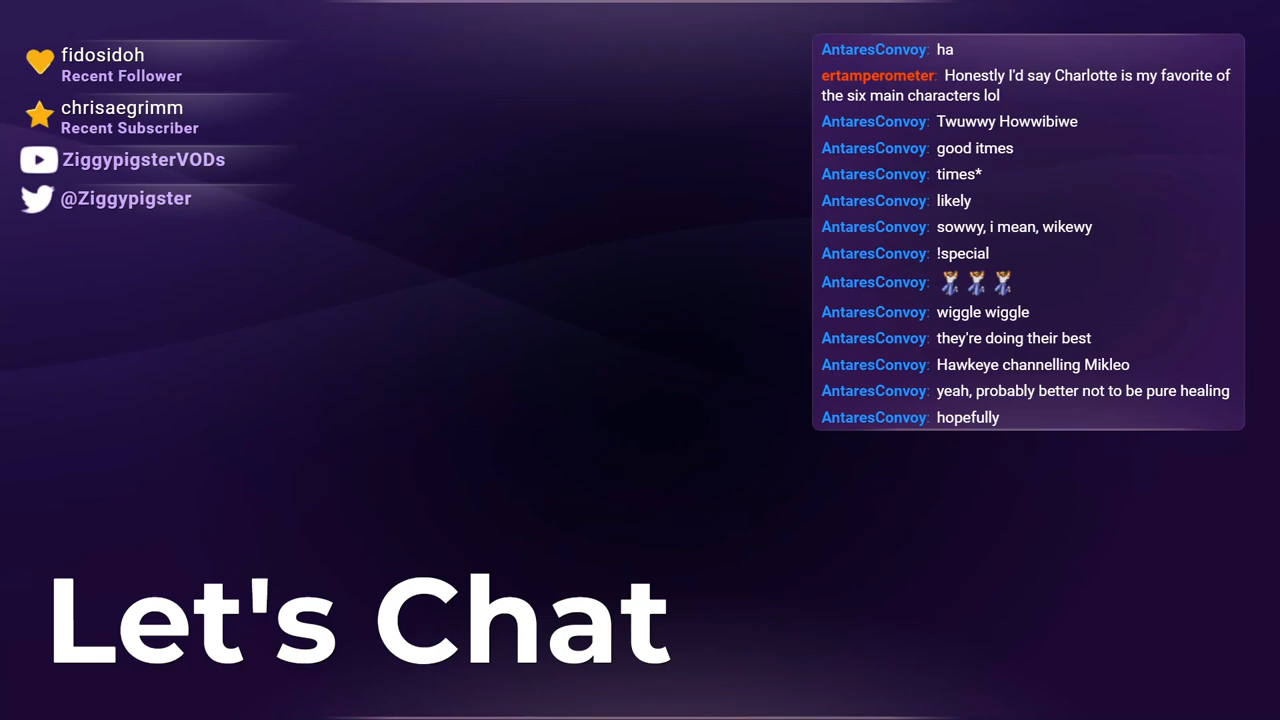 fidosidoh
Recent Follower
chrisaegrimm
Recent Subscriber
ZiggypigsterVODs
@Ziggypigster
AntaresConvoy: ha
ertamperometer: Honestly I'd say Charlotte is my favorite of
the six main characters lol
AntaresConvoy: Twuwwy Howwibiwe
AntaresConvoy: good itmes
AntaresConvoy: times*
AntaresConvoy: likely
AntaresConvoy: sowwy, i mean, wikewy
AntaresConvoy: !special
AntaresConvoy:
AntaresConvoy: wiggle wiggle
AntaresConvoy: they're doing their best
AntaresConvoy: Hawkeye channelling Mikleo
AntaresConvoy: yeah, probably better not to be pure healing
AntaresConvoy: hopefully
Let's Chat